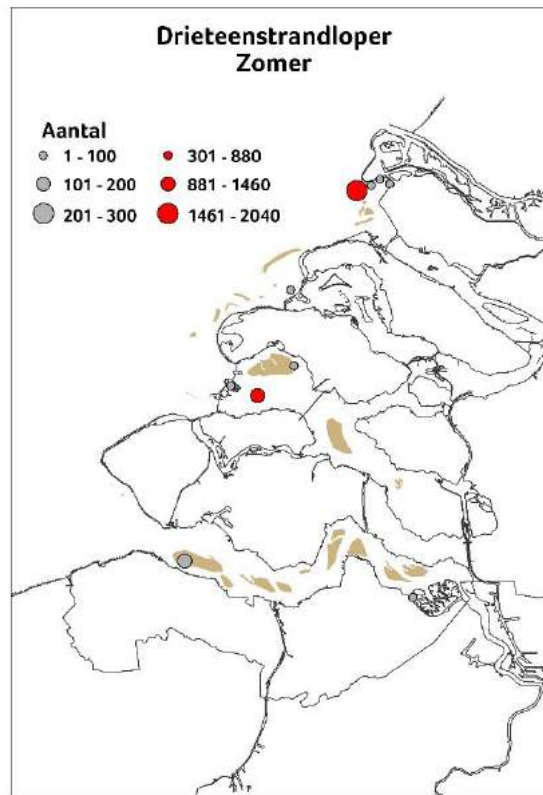 Drieteenstrandloper
Zomer
Aantal
1 - 100
101 - 200
201 - 300
301 - 880
881 - 1460
1461 - 2040